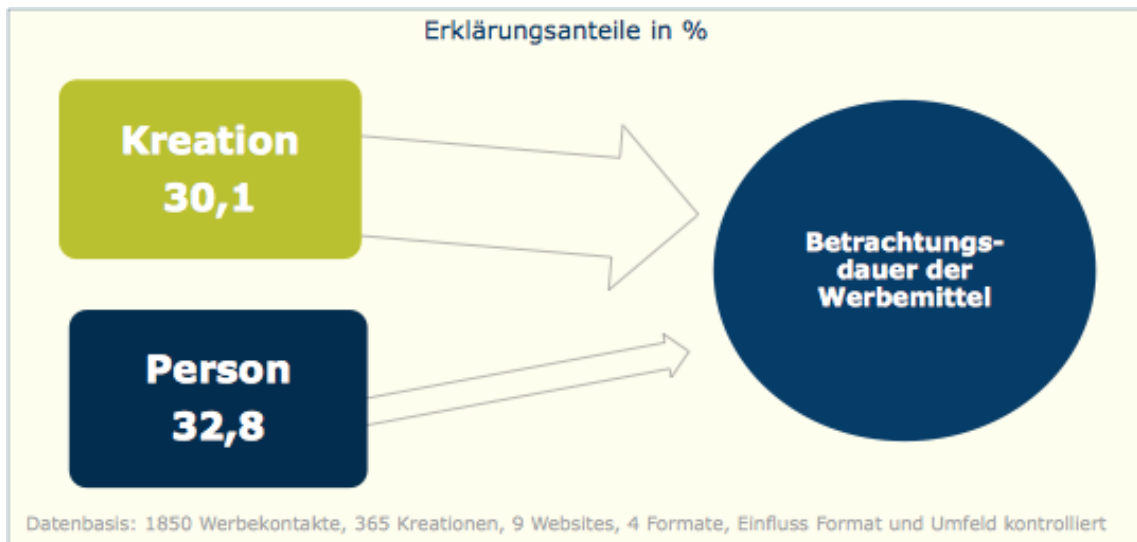 Erklärungsanteile in %
Kreation
30,1
Person
32,8
Betrachtungs-
dauer der
Werbemittel
Datenbasis: 1850 Werbekontakte, 365 Kreationen, 9 Websites, 4 Formate, Einfluss Format und Umfeld kontrolliert